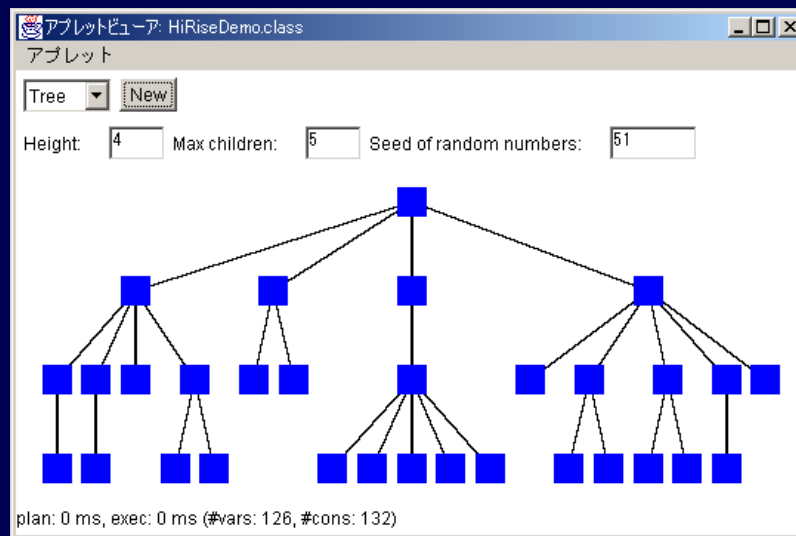 アプレットビューア: HiRiseDemo.class
アプレット
Tree New
Height: 4 Max children: 5 Seed of random numbers: 51
plan: 0 ms, exec: 0 ms (#vars: 126, #cons: 132)